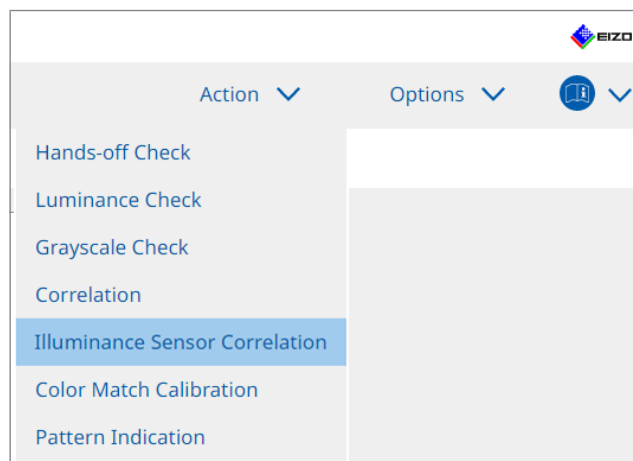 EIZO
Action
Options
Hands-off Check
Luminance Check
Grayscale Check
Correlation
Illuminance Sensor Correlation
Color Match Calibration
Pattern Indication